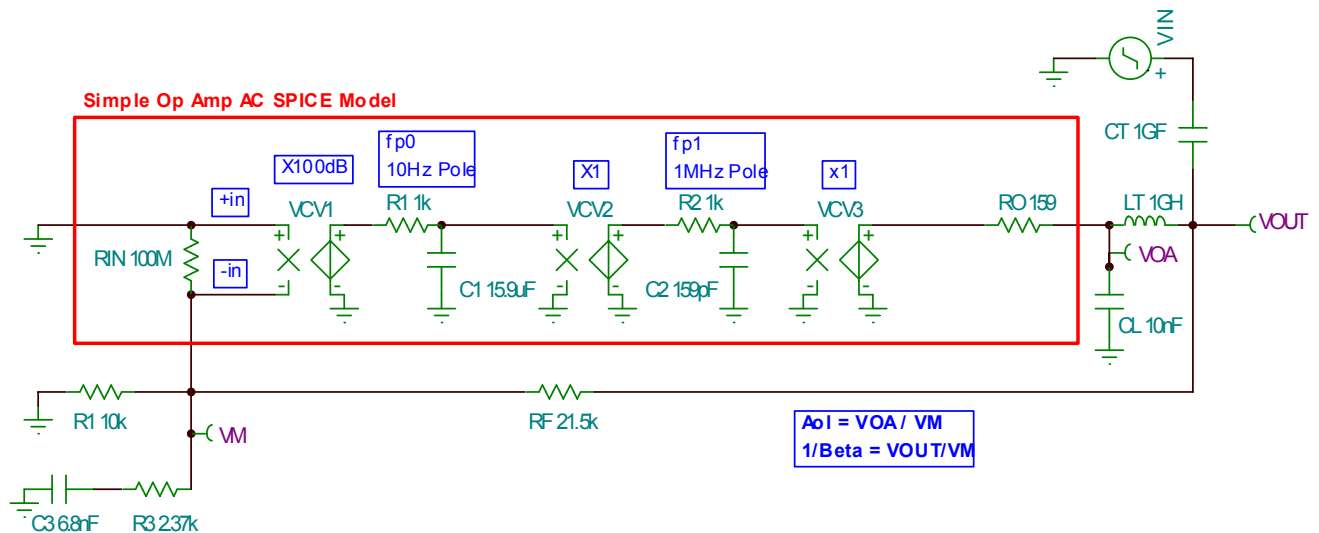 VIN
+
Simple Op Amp AC SPICE Model
CT 1GF
fp0
10Hz Pole
fp1
1MHz Pole
X100dB
X1
x1
+in
VCV1
R1 1k
VCV2
R2 1k
VCV3
RO 159
LT 1GH
VOUT
RIN 100M
-in
+
-
+
-
+
-
+
-
+
-
+
-
VOA
C1 15.9uF
C2 159pF
CL 10nF
R1 10k
RF 21.5k
VM
Aol = VOA / VM
1/Beta = VOUT/VM
C3 6.8nF
R3 2.37k